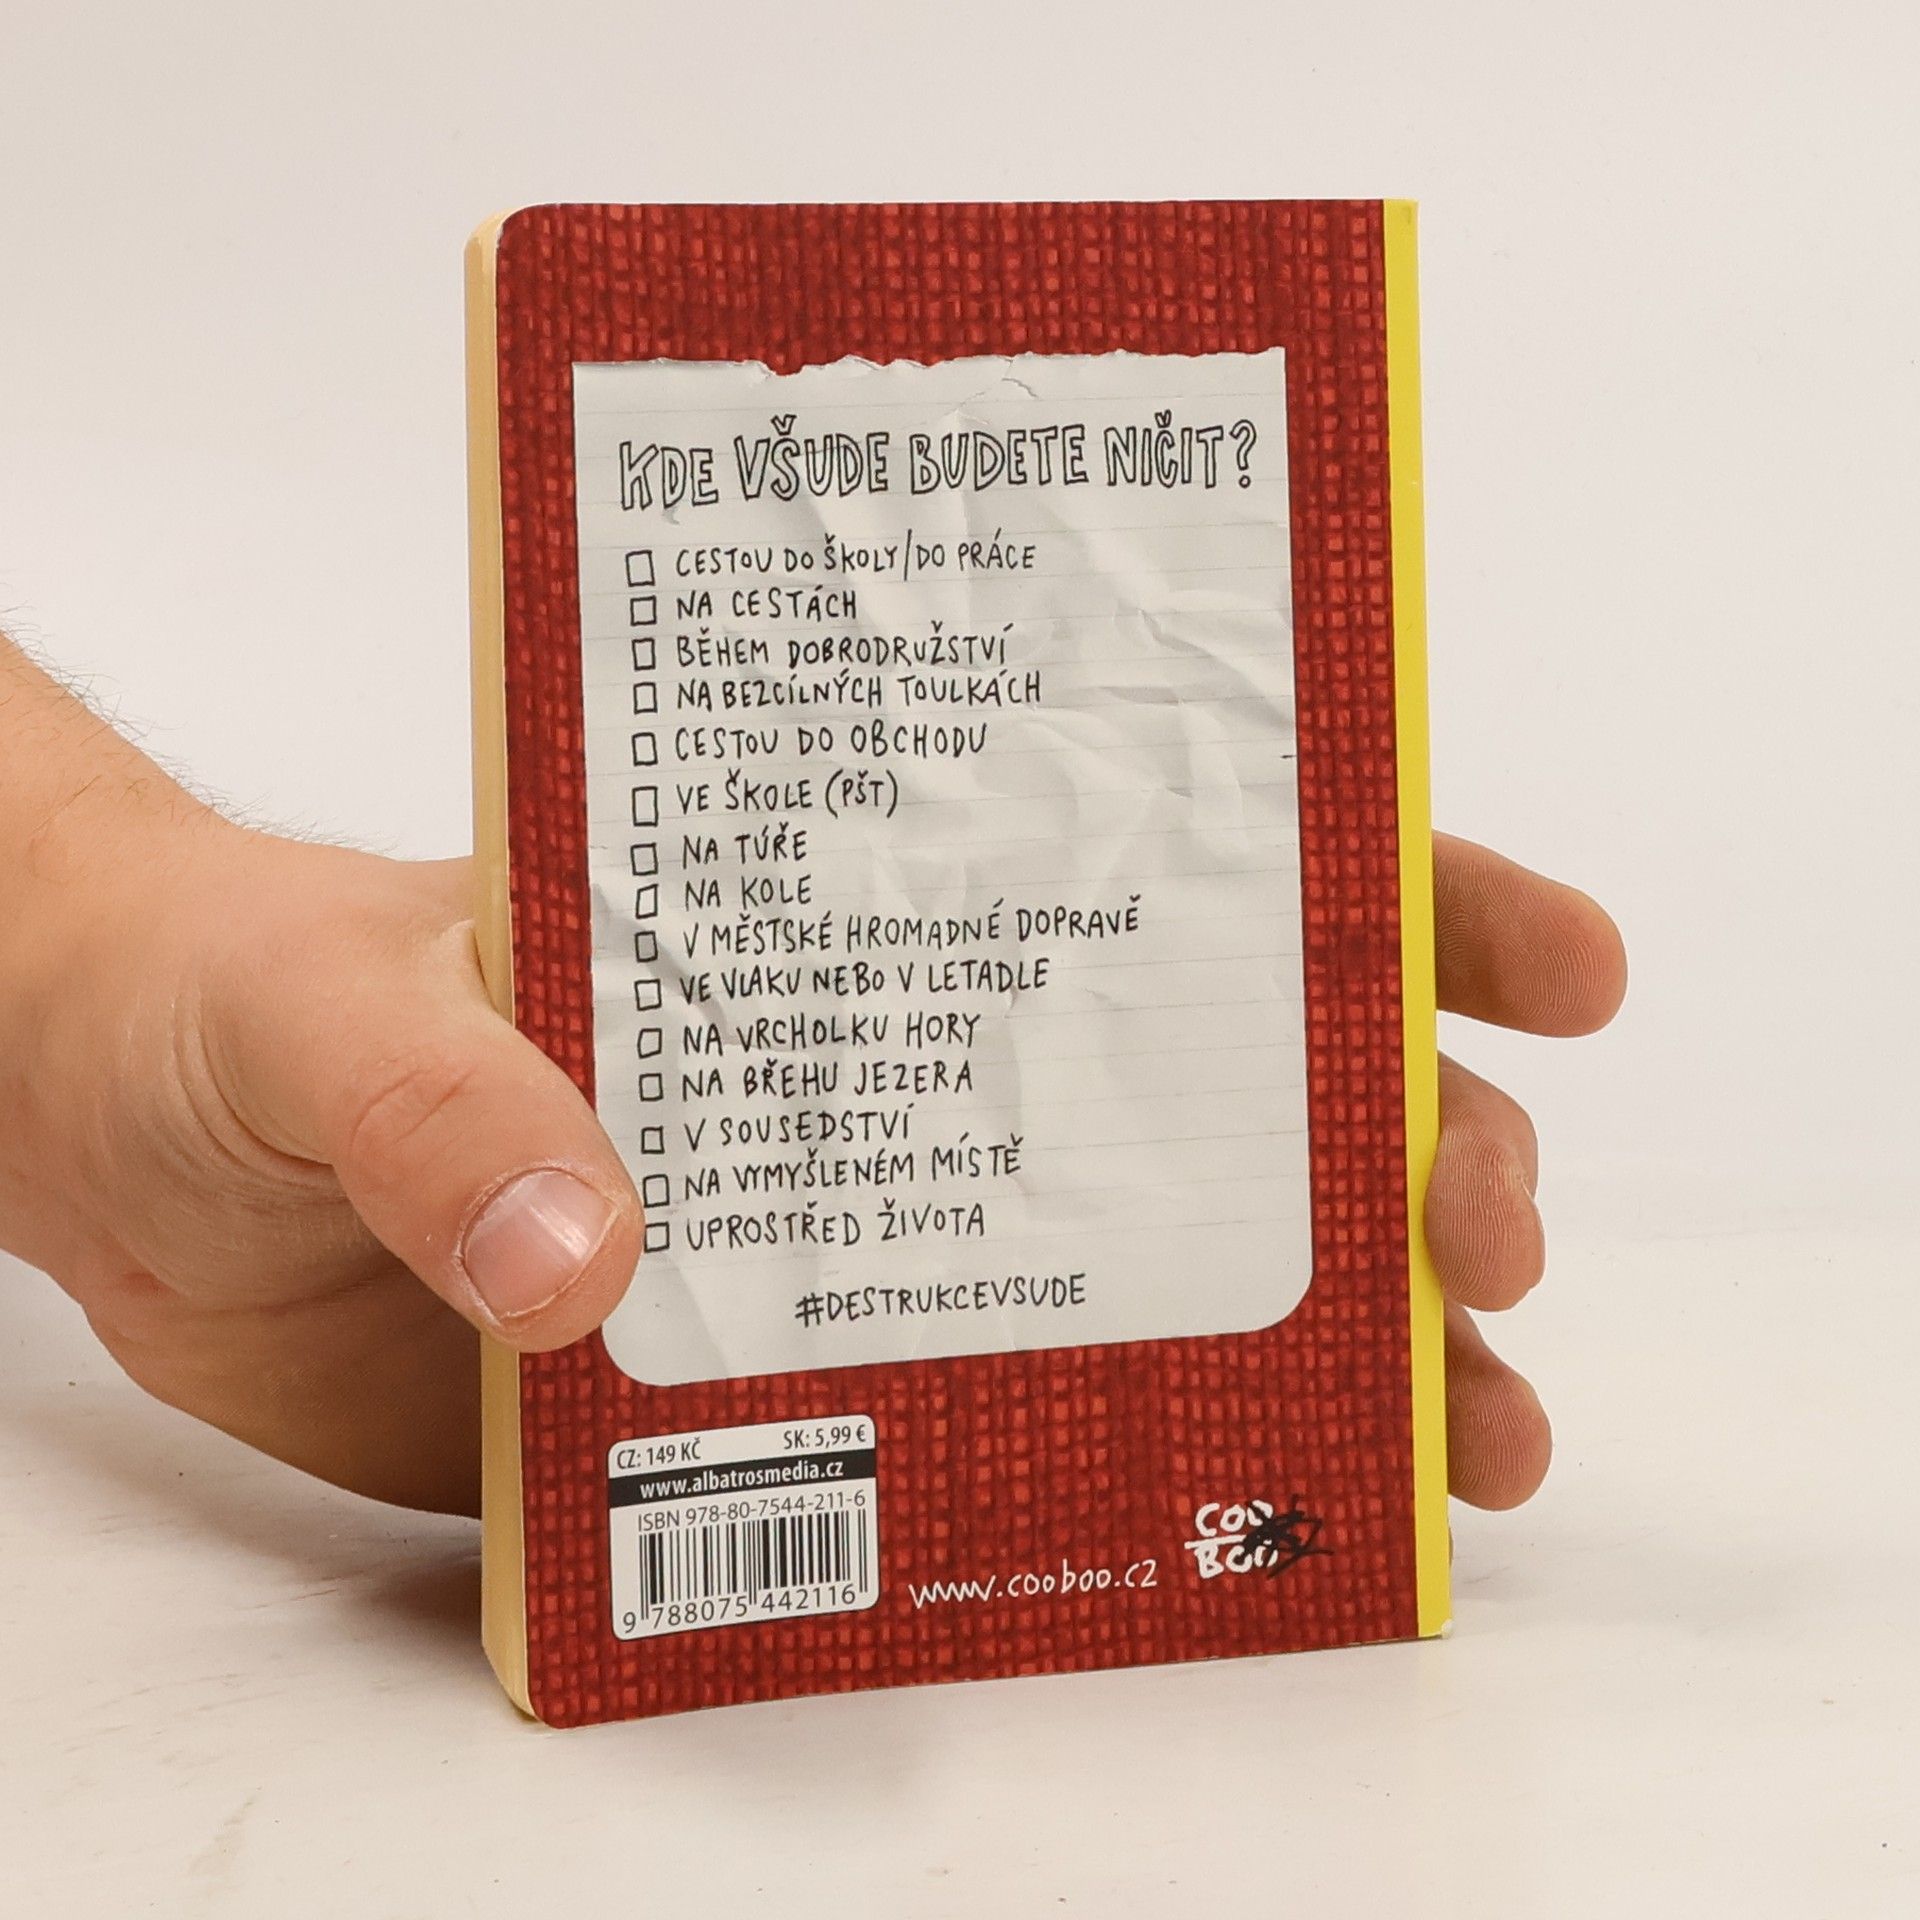 KDE VŠUDE BUDETE NIČIT?
CESTOU DO ŠKOLY/DO PRÁCE
NA CESTÁCH
BĚHEM DOBRODRUŽSTVÍ
NA BEZCÍLNÝCH TOULKÁCH
CESTOU DO OBCHODU
VE ŠKOLE (PŠT)
NA TÚŘE
NA KOLE
V MĚSTSKÉ HROMADNÉ DOPRAVĚ
VE VLAKU NEBO V LETADLE
NA VRCHOLKU HORY
NA BŘEHU JEZERA
V SOUSEDSTVÍ
NA VYMYŠLENÉM MÍSTĚ
UPROSTŘED ŽIVOTA
#DESTRUKCEVSUDE
CZ: 149 KČ SK: 5,99 €
www.albatrosmedia.cz
ISBN 978-80-7544-211-6
9 788075 442116
www.cooboo.cz
COO
BOO